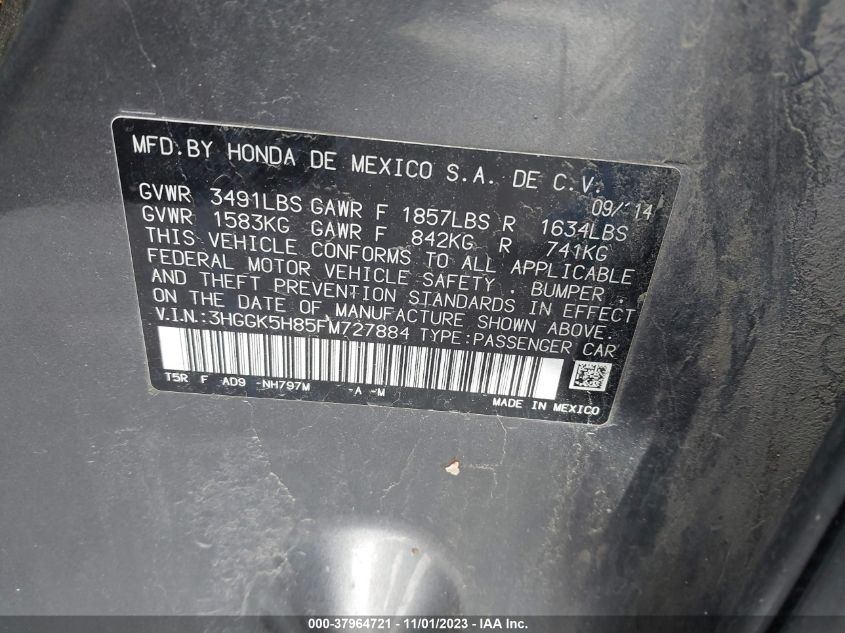 MFD.BY HONDA DE MEXICO S.A. DE C.V.
09/'14
GVWR 3491LBS GAWR F 1857LBS R 1634LBS
GVWR 1583KG GAWR F 842KG R 741KG
THIS VEHICLE CONFORMS TO ALL APPLICABLE
FEDERAL MOTOR VEHICLE SAFETY , BUMPER ,
AND THEFT PREVENTION STANDARDS IN EFFECT
ON THE DATE OF MANUFACTURE SHOWN ABOVE.
V.I.N.:3HGGK5H85FM727884 TYPE:PASSENGER CAR
T5R F AD9 -NH797M -A -M
MADE IN MEXICO
000-37964721 - 11/01/2023 - IAA Inc.